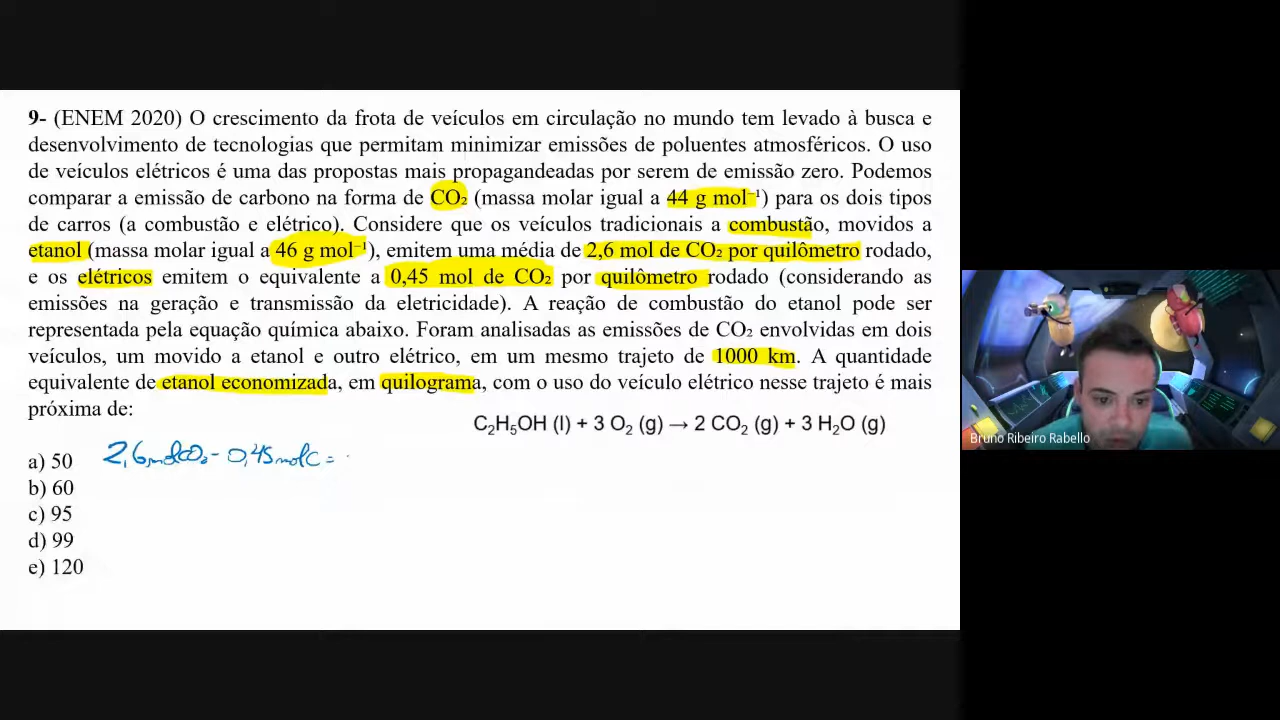 9- (ENEM 2020) O crescimento da frota de veículos em circulação no mundo tem levado à busca e
desenvolvimento de tecnologias que permitam minimizar emissões de poluentes atmosféricos. O uso
de veículos elétricos é uma das propostas mais propagandeadas por serem de emissão zero. Podemos
comparar a emissão de carbono na forma de CO₂ (massa molar igual a 44 g mol⁻¹) para os dois tipos
de carros (a combustão e elétrico). Considere que os veículos tradicionais a combustão, movidos a
etanol (massa molar igual a 46 g mol⁻¹), emitem uma média de 2,6 mol de CO₂ por quilômetro rodado,
e os elétricos emitem o equivalente a 0,45 mol de CO₂ por quilômetro rodado (considerando as
emissões na geração e transmissão da eletricidade). A reação de combustão do etanol pode ser
representada pela equação química abaixo. Foram analisadas as emissões de CO₂ envolvidas em dois
veículos, um movido a etanol e outro elétrico, em um mesmo trajeto de 1000 km. A quantidade
equivalente de etanol economizada, em quilograma, com o uso do veículo elétrico nesse trajeto é mais
próxima de:
C₂H₅OH (l) + 3 O₂ (g) → 2 CO₂ (g) + 3 H₂O (g)
2,6molCO₂ - 0,45molC =
a) 50
b) 60
c) 95
d) 99
e) 120
Bruno Ribeiro Rabello